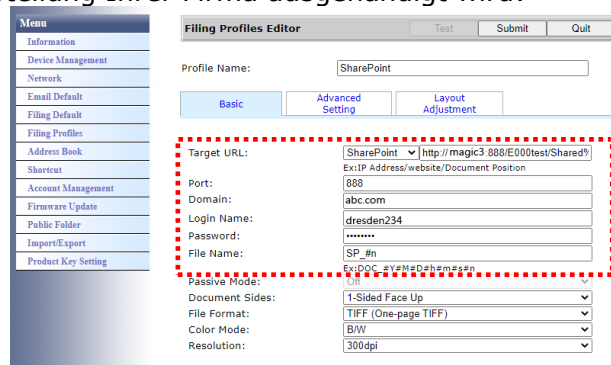 Ihrer Firma ausgehändigt wird.
Menu
Information
Device Management
Network
Email Default
Filing Default
Filing Profiles
Address Book
Shortcut
Account Management
Firmware Update
Public Folder
Import/Export
Product Key Setting
Filing Profiles Editor Test Submit Quit
Profile Name: SharePoint
Basic Advanced Setting Layout Adjustment
Target URL: SharePoint http://magic3:888/E000test/Shared%
Ex:IP Address/website/Document Position
Port: 888
Domain: abc.com
Login Name: dresden234
Password: ••••••••
File Name: SP_#n
Ex:DOC_#Y#M#D#h#m#s#n
Passive Mode: Off
Document Sides: 1-Sided Face Up
File Format: TIFF (One-page TIFF)
Color Mode: B/W
Resolution: 300dpi